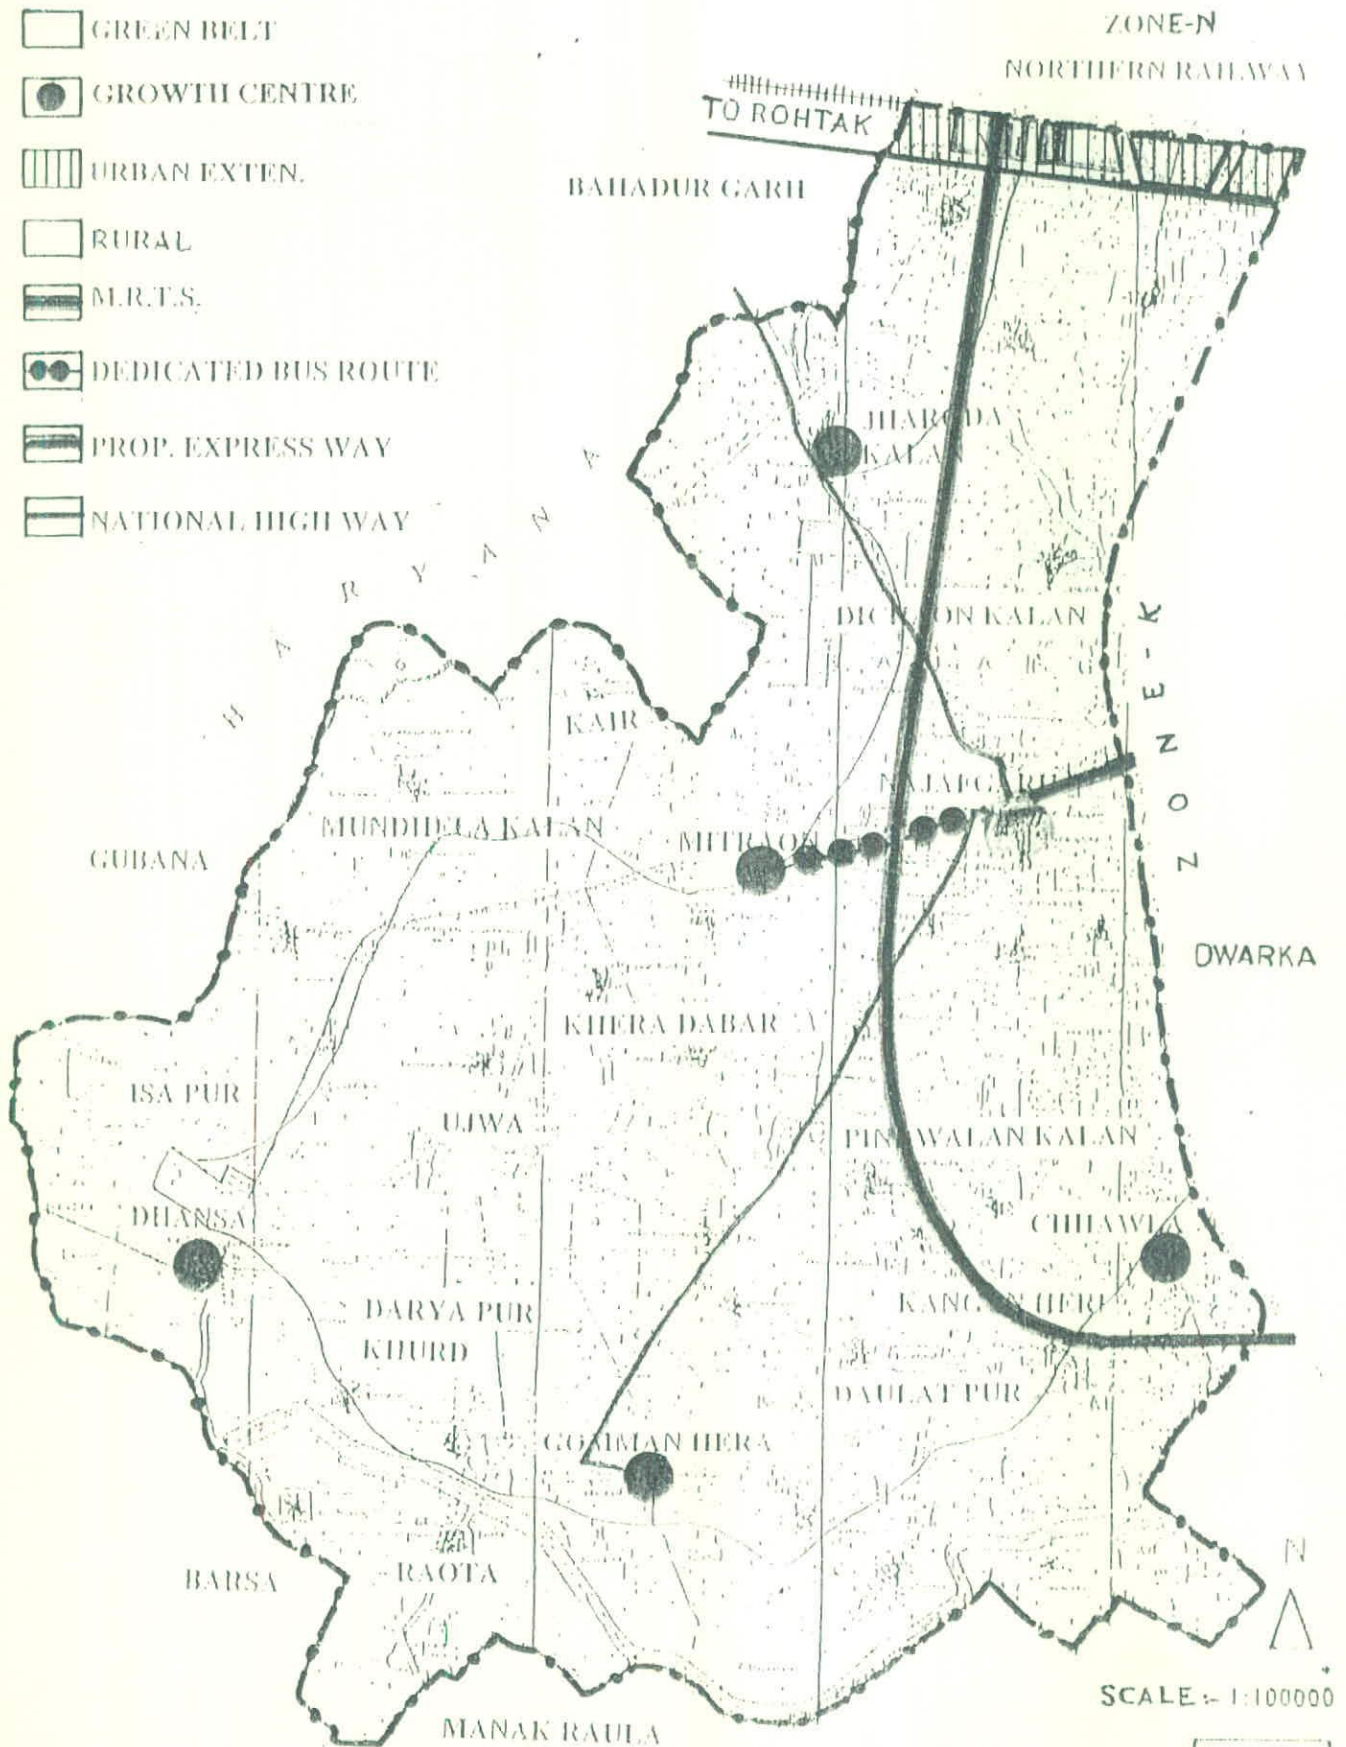 GREEN BELT
GROWTH CENTRE
URBAN EXTEN.
RURAL
M.R.T.S.
DEDICATED BUS ROUTE
PROP. EXPRESS WAY
NATIONAL HIGH WAY
ZONE-N
NORTHERN RAILWAY
TO ROHTAK
BAHADUR GARH
HARYANA
JHARODA
KALAN
DICHAON KALAN
ZONE-K
KAIR
NAJAFGARH
MUNDHELA KALAN
MITRAON
GUBANA
DWARKA
KHERA DABAR
ISA PUR
UJWA
PINDWALAN KALAN
DHANSA
CHHAWLA
DARYA PUR
KHURD
KANGAN HERI
DAULAT PUR
GHUMMAN HERA
BARSA
RAOTA
N
MANAK RAULA
SCALE:- 1:100000